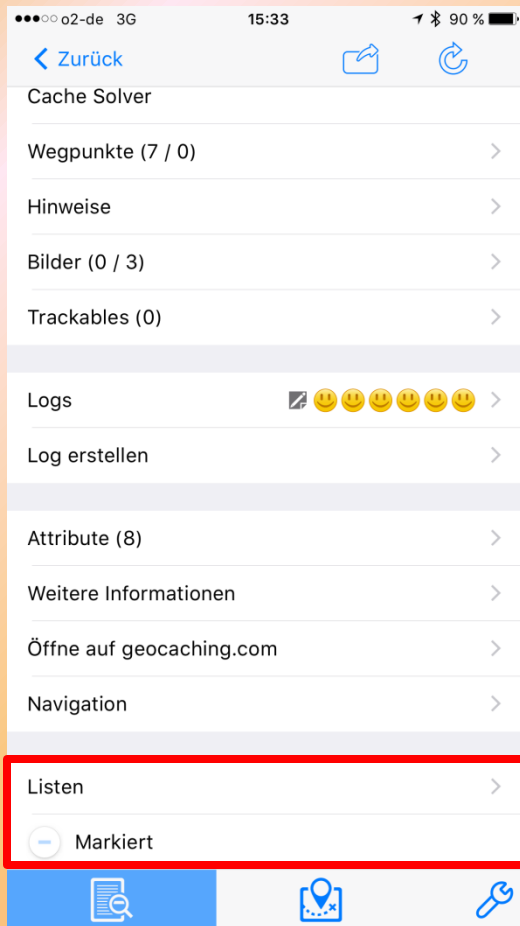 o2-de 3G 15:33 90 %
Zurück
Cache Solver
Wegpunkte (7 / 0)
Hinweise
Bilder (0 / 3)
Trackables (0)
Logs
Log erstellen
Attribute (8)
Weitere Informationen
Öffne auf geocaching.com
Navigation
Listen
Markiert